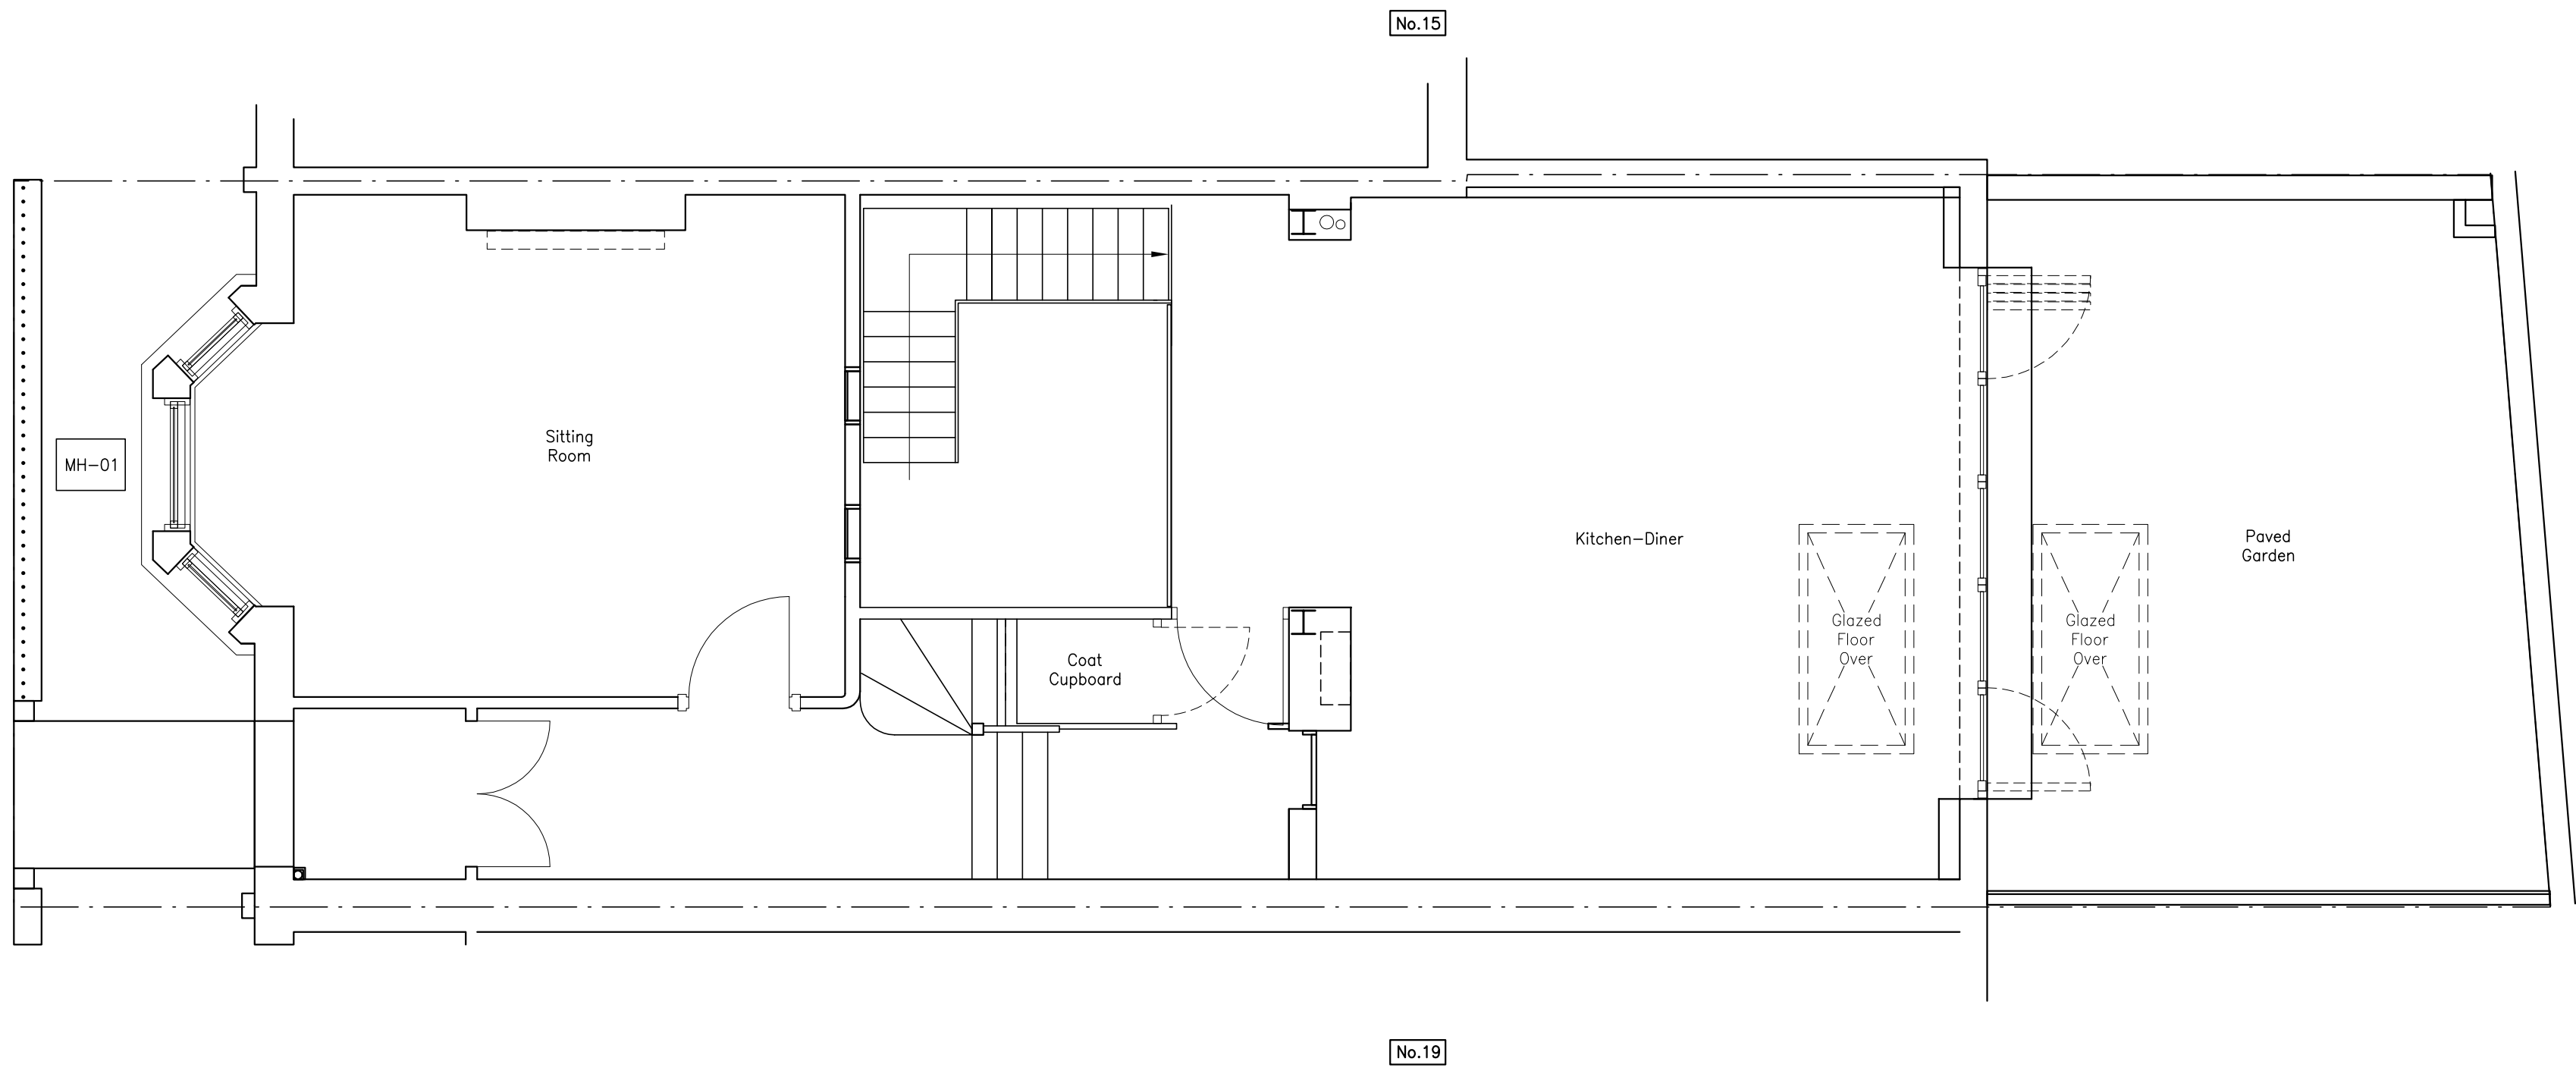 No.15
MH-01
Sitting
Room
Coat
Cupboard
Kitchen-Diner
Glazed
Floor
Over
Glazed
Floor
Over
Paved
Garden
No.19